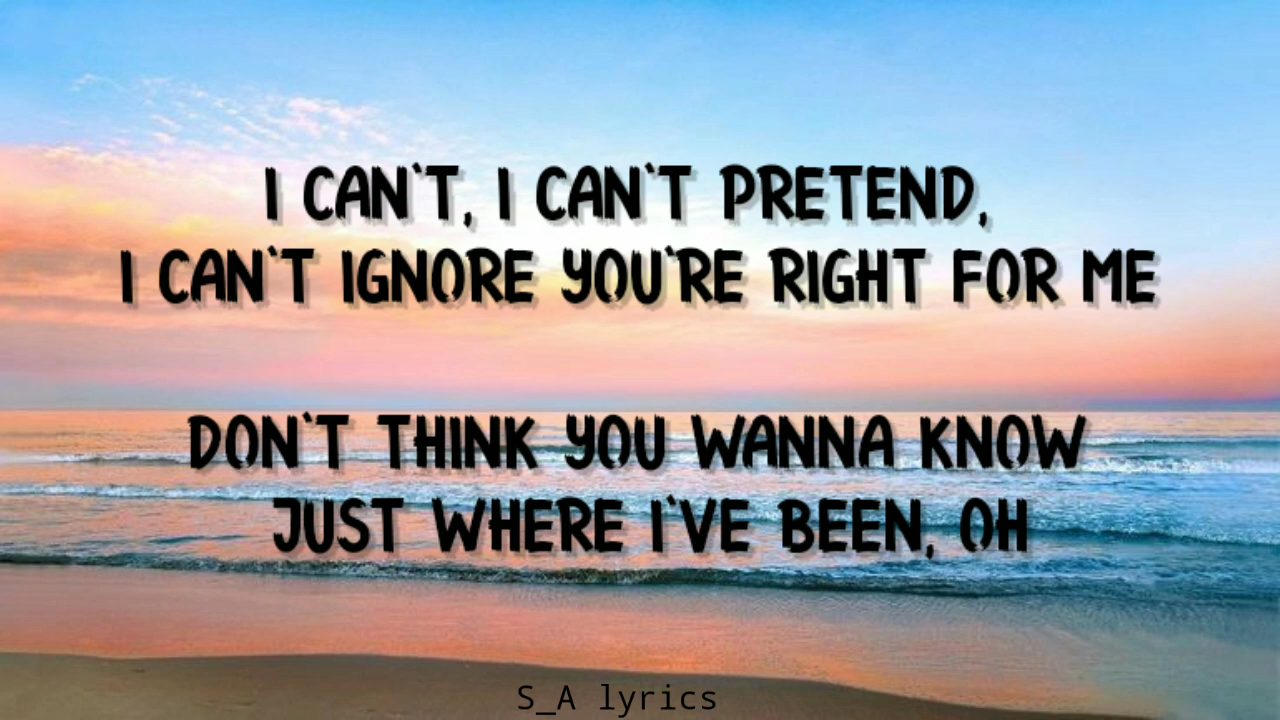 I CAN'T, I CAN'T PRETEND,
I CAN'T IGNORE YOU'RE RIGHT FOR ME
DON'T THINK YOU WANNA KNOW
JUST WHERE I'VE BEEN, OH
S_A lyrics